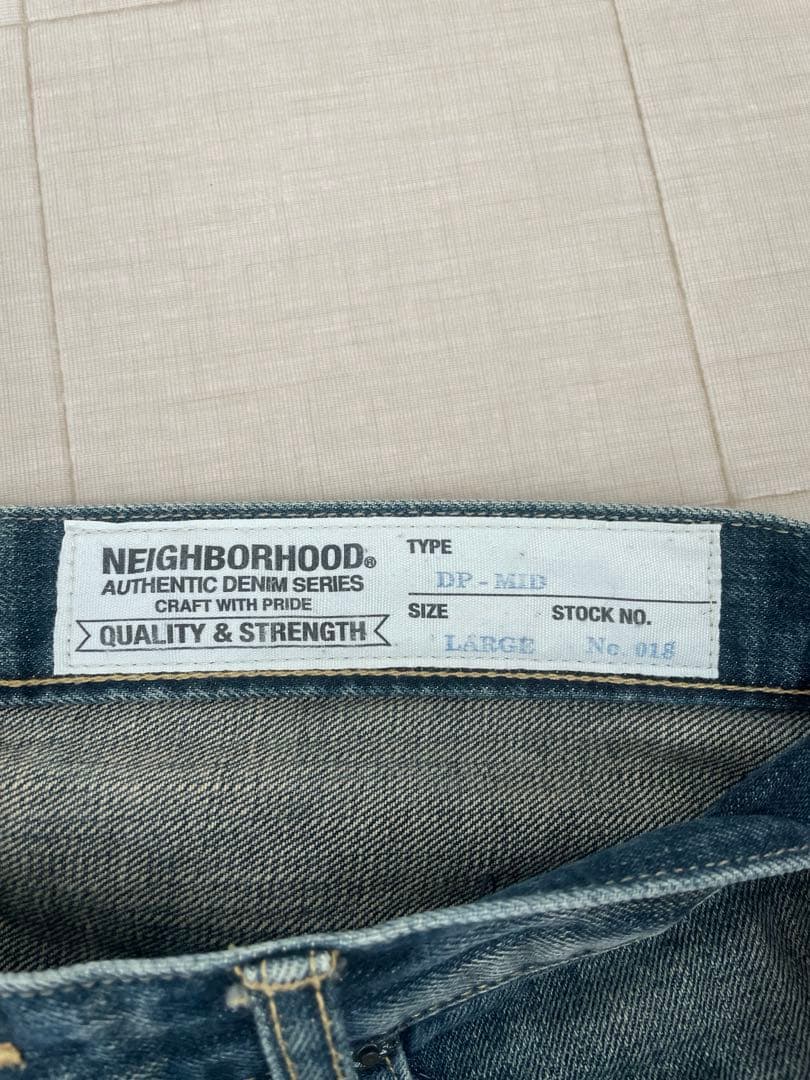 NEIGHBORHOOD®
AUTHENTIC DENIM SERIES
CRAFT WITH PRIDE
QUALITY & STRENGTH
TYPE
DP-MID
SIZE
STOCK NO.
LARGE
No. 018